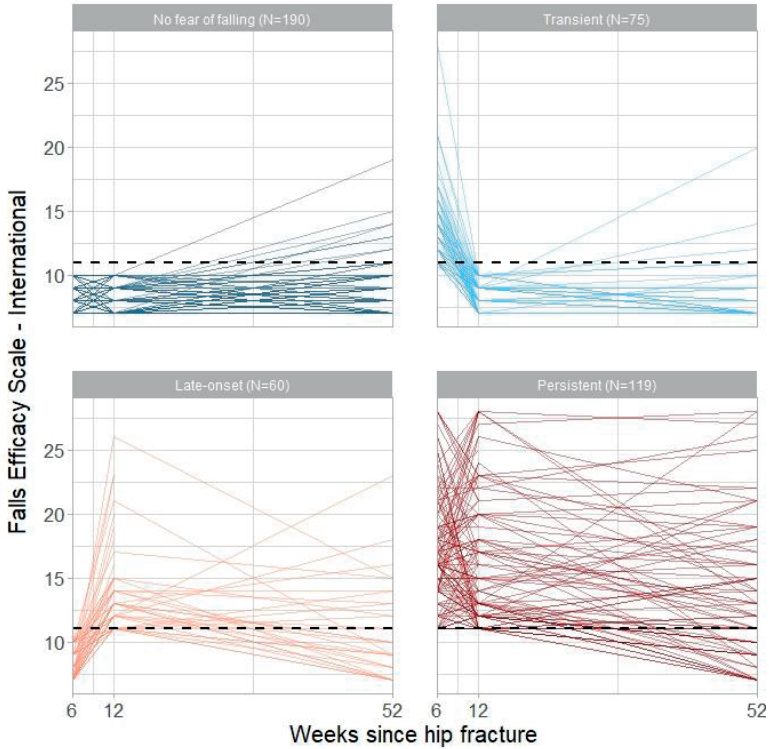 No fear of falling (N=190)
Transient (N=75)
25
20
15
10
Late-onset (N=60)
Persistent (N=119)
25
20
15
10
6 12 52 6 12 52
Weeks since hip fracture
Falls Efficacy Scale - International